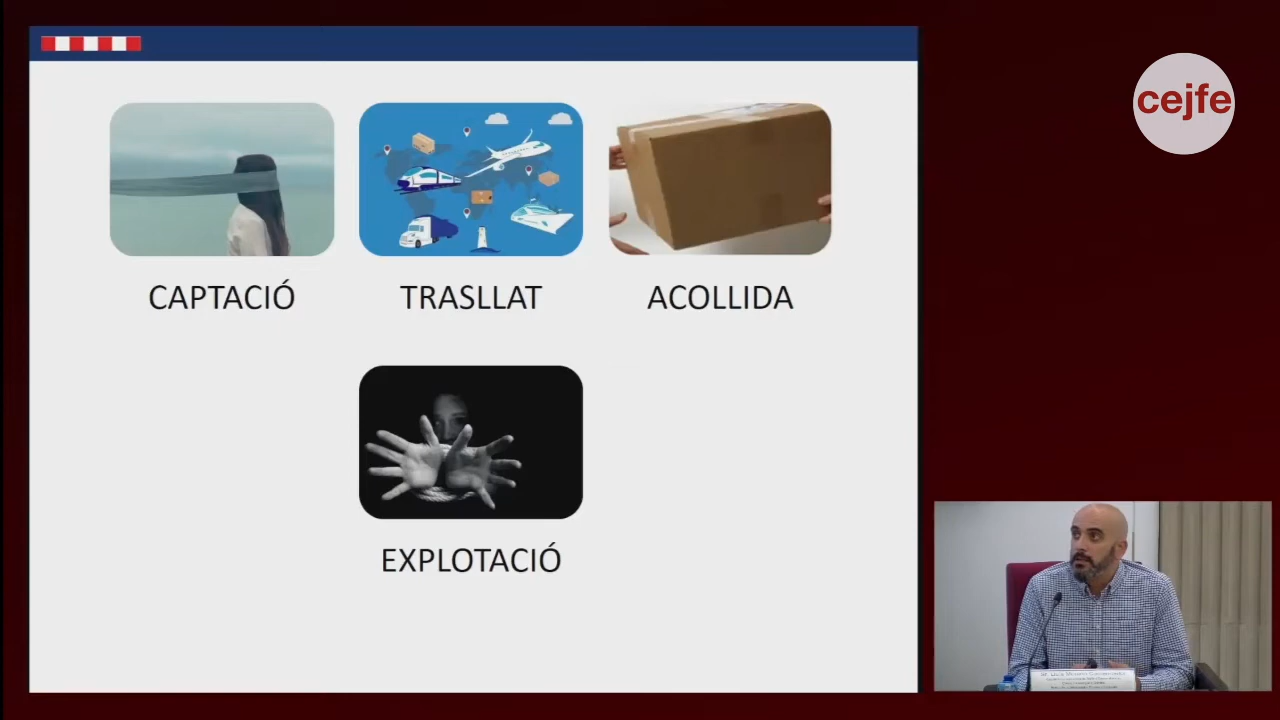 cejfe
CAPTACIÓ
TRASLLAT
ACOLLIDA
EXPLOTACIÓ